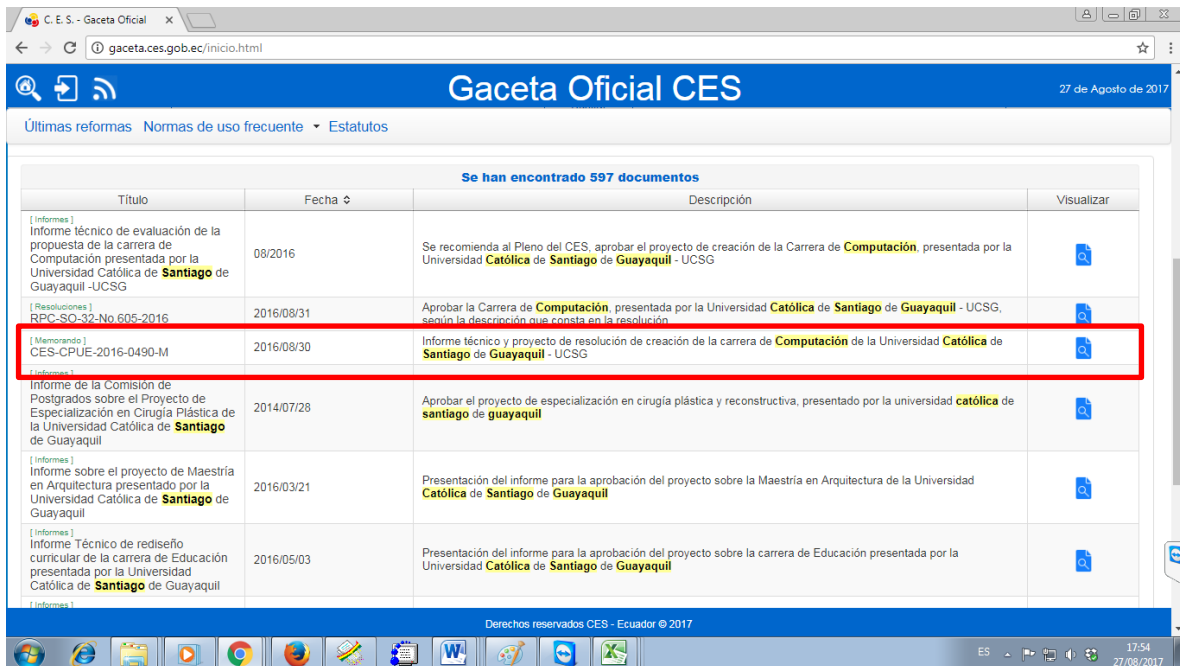 C. E. S. - Gaceta Oficial
gaceta.ces.gob.ec/inicio.html
Gaceta Oficial CES
27 de Agosto de 2017
Últimas reformas Normas de uso frecuente Estatutos
Se han encontrado 597 documentos
Título Fecha Descripción Visualizar
[ Informes ]
Informe técnico de evaluación de la
propuesta de la carrera de
Computación presentada por la
Universidad Católica de Santiago de
Guayaquil -UCSG
08/2016
Se recomienda al Pleno del CES, aprobar el proyecto de creación de la Carrera de Computación, presentada por la
Universidad Católica de Santiago de Guayaquil - UCSG
[ Resoluciones ]
RPC-SO-32-No.605-2016
2016/08/31
Aprobar la Carrera de Computación, presentada por la Universidad Católica de Santiago de Guayaquil - UCSG,
según la descripción que consta en la resolución
[ Memorando ]
CES-CPUE-2016-0490-M
2016/08/30
Informe técnico y proyecto de resolución de creación de la carrera de Computación de la Universidad Católica de
Santiago de Guayaquil - UCSG
[ Informes ]
Informe de la Comisión de
Postgrados sobre el Proyecto de
Especialización en Cirugía Plástica de
la Universidad Católica de Santiago
de Guayaquil
2014/07/28
Aprobar el proyecto de especialización en cirugía plástica y reconstructiva, presentado por la universidad católica de
santiago de guayaquil
[ Informes ]
Informe sobre el proyecto de Maestría
en Arquitectura presentado por la
Universidad Católica de Santiago de
Guayaquil
2016/03/21
Presentación del informe para la aprobación del proyecto sobre la Maestría en Arquitectura de la Universidad
Católica de Santiago de Guayaquil
[ Informes ]
Informe Técnico de rediseño
curricular de la carrera de Educación
presentada por la Universidad
Católica de Santiago de Guayaquil
2016/05/03
Presentación del informe para la aprobación del proyecto sobre la carrera de Educación presentada por la
Universidad Católica de Santiago de Guayaquil
[ Informes ]
Derechos reservados CES - Ecuador © 2017
ES
17:54
27/08/2017